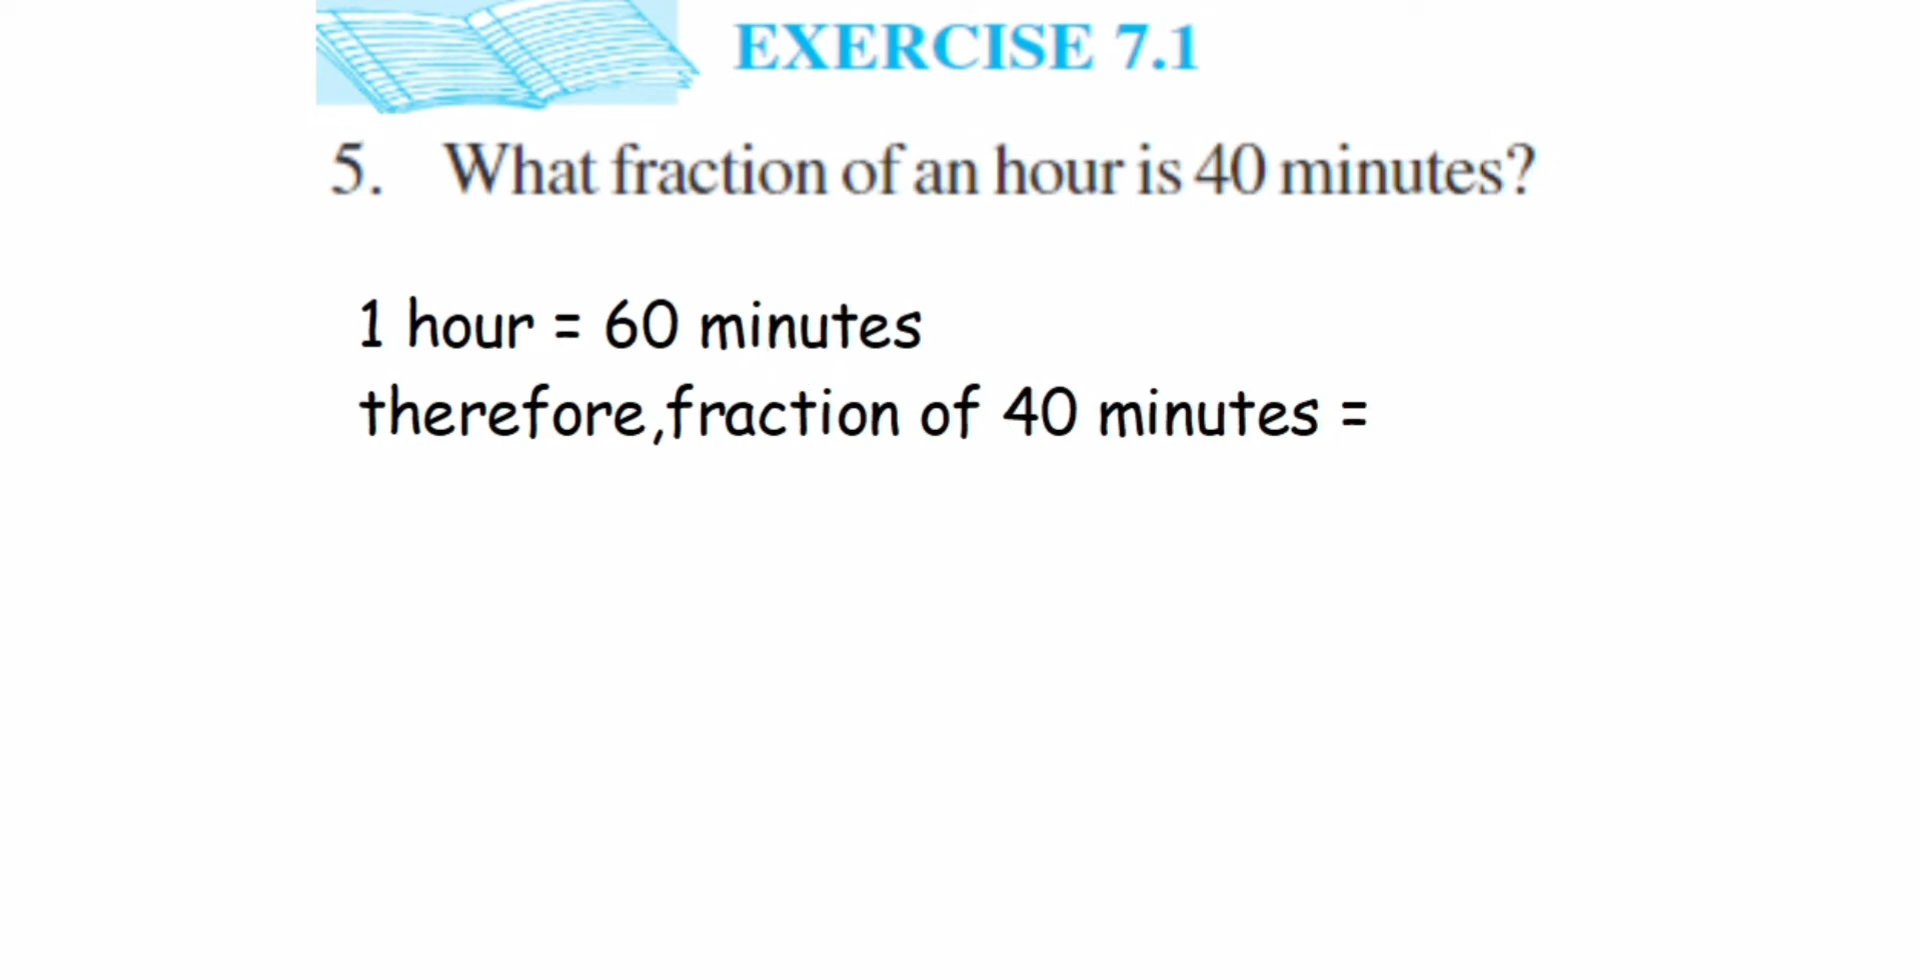 EXERCISE 7.1
5. What fraction of an hour is 40 minutes?
1 hour = 60 minutes
therefore,fraction of 40 minutes =